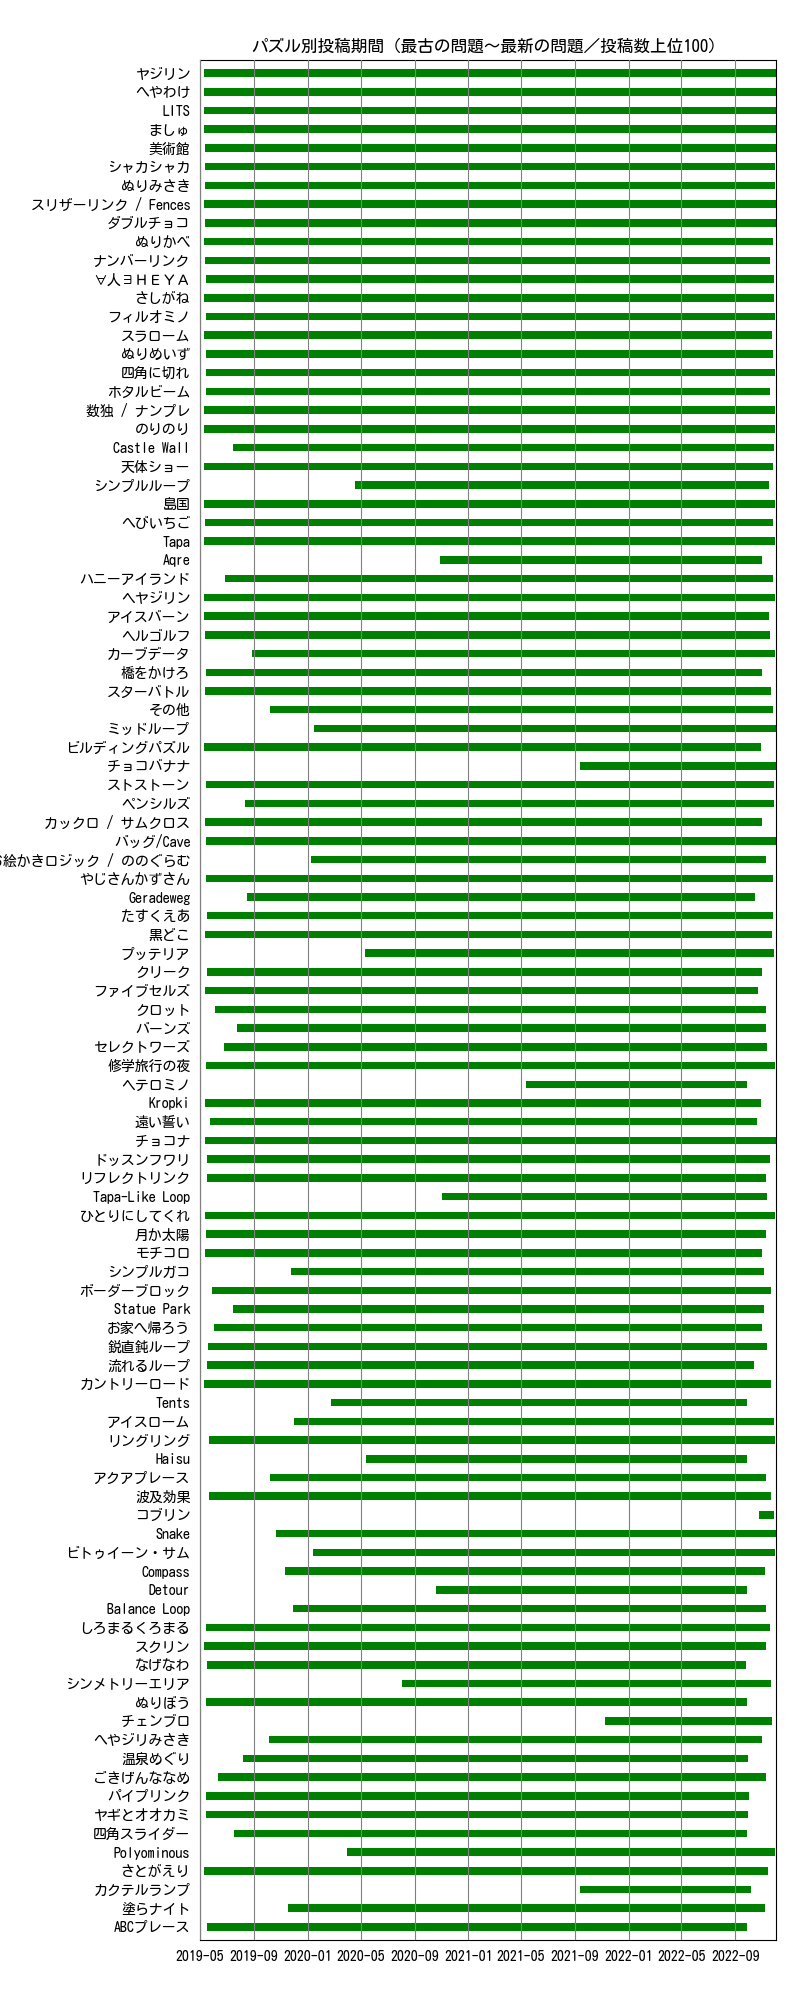 パズル別投稿期間（最古の問題～最新の問題／投稿数上位100）
ヤジリン
へやわけ
LITS
ましゅ
美術館
シャカシャカ
ぬりみさき
スリザーリンク / Fences
ダブルチョコ
ぬりかべ
ナンバーリンク
∀人∃ＨＥＹＡ
さしがね
フィルオミノ
スラローム
ぬりめいず
四角に切れ
ホタルビーム
数独 / ナンプレ
のりのり
Castle Wall
天体ショー
シンプルループ
島国
へびいちご
Tapa
Aqre
ハニーアイランド
ヘヤジリン
アイスバーン
ヘルゴルフ
カーブデータ
橋をかけろ
スターバトル
その他
ミッドループ
ビルディングパズル
チョコバナナ
ストストーン
ペンシルズ
カックロ / サムクロス
バッグ/Cave
絵かきロジック / ののぐらむ
やじさんかずさん
Geradeweg
たすくえあ
黒どこ
プッテリア
クリーク
ファイブセルズ
クロット
バーンズ
セレクトワーズ
修学旅行の夜
ヘテロミノ
Kropki
遠い誓い
チョコナ
ドッスンフワリ
リフレクトリンク
Tapa-Like Loop
ひとりにしてくれ
月か太陽
モチコロ
シンプルガコ
ボーダーブロック
Statue Park
お家へ帰ろう
鋭直鈍ループ
流れるループ
カントリーロード
Tents
アイスローム
リングリング
Haisu
アクアプレース
波及効果
コブリン
Snake
ビトゥイーン・サム
Compass
Detour
Balance Loop
しろまるくろまる
スクリン
なげなわ
シンメトリーエリア
ぬりぼう
チェンブロ
へやジリみさき
温泉めぐり
ごきげんななめ
パイプリンク
ヤギとオオカミ
四角スライダー
Polyominous
さとがえり
カクテルランプ
塗らナイト
ABCプレース
2019-05 2019-09 2020-01 2020-05 2020-09 2021-01 2021-05 2021-09 2022-01 2022-05 2022-09